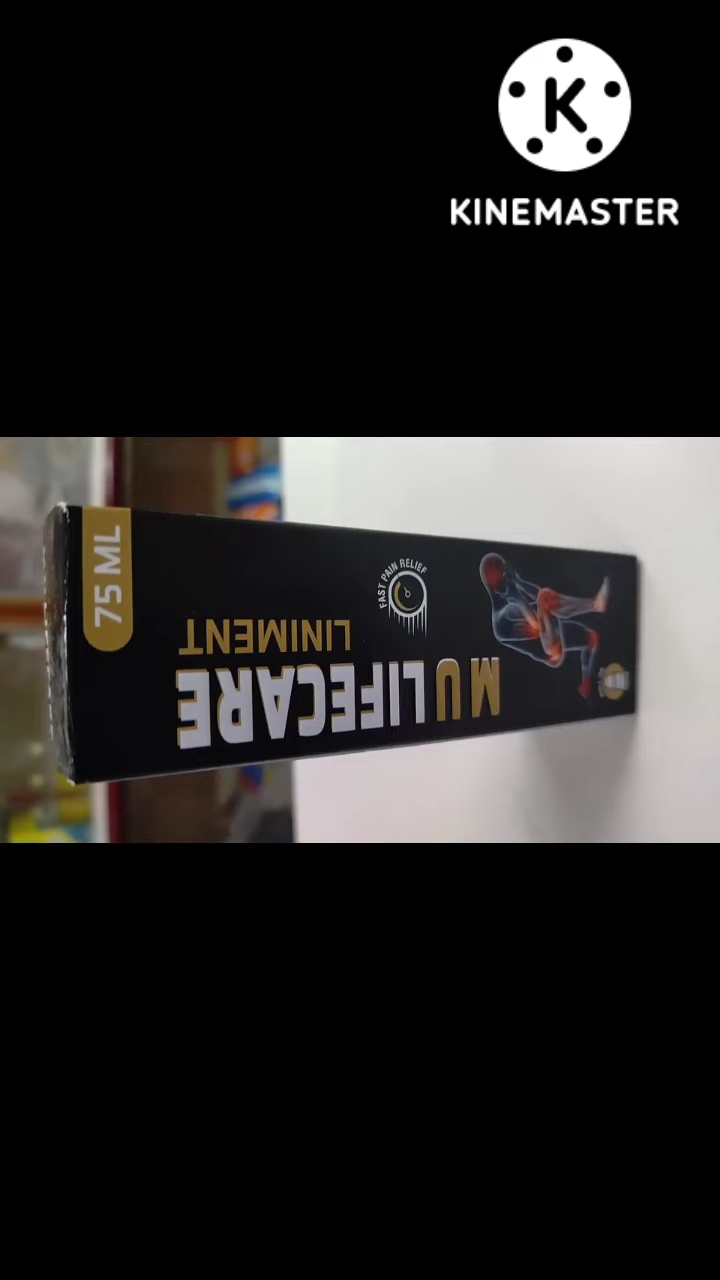 KINEMASTER
75 ML
FAST PAIN RELIEF
M U LIFECARE
LINIMENT